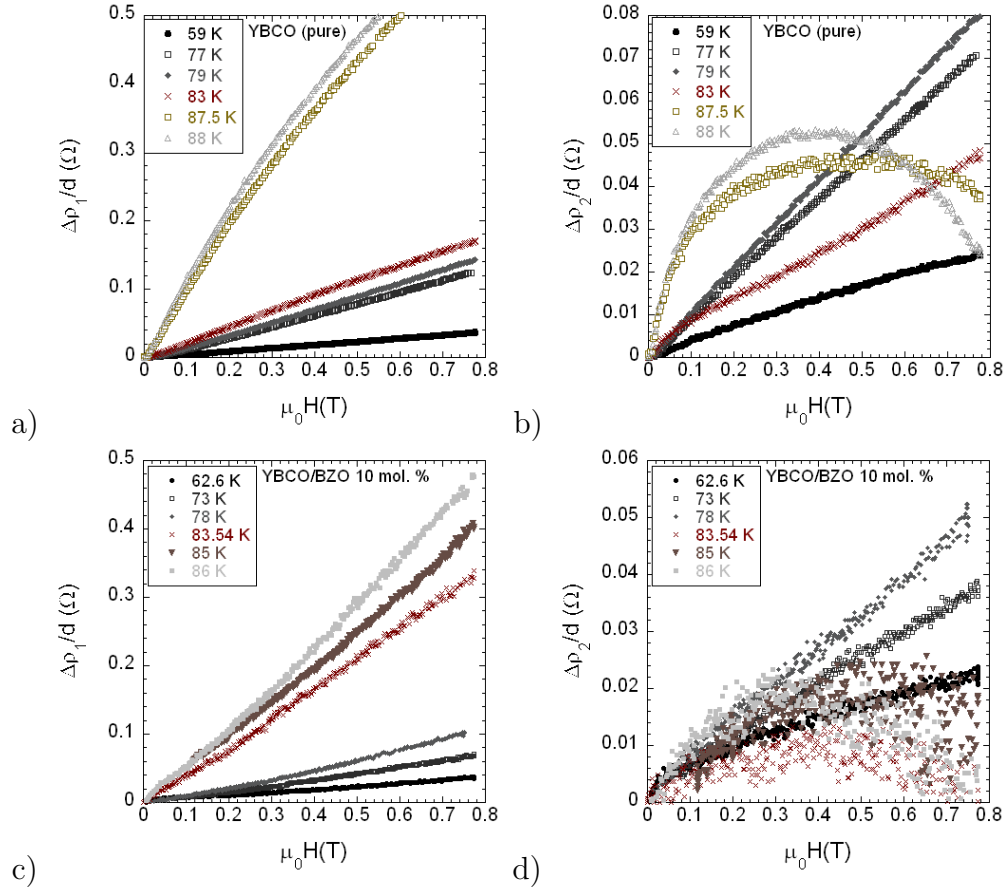 0.5
0.4
0.3
0.2
0.1
0
Δρ₁/d (Ω)
YBCO (pure)
59 K
77 K
79 K
83 K
87.5 K
88 K
0 0.1 0.2 0.3 0.4 0.5 0.6 0.7 0.8
μ₀H(T)
a)
0.08
0.07
0.06
0.05
0.04
0.03
0.02
0.01
0
Δρ₂/d (Ω)
YBCO (pure)
59 K
77 K
79 K
83 K
87.5 K
88 K
0 0.1 0.2 0.3 0.4 0.5 0.6 0.7 0.8
μ₀H(T)
b)
0.5
0.4
0.3
0.2
0.1
0
Δρ₁/d (Ω)
YBCO/BZO 10 mol. %
62.6 K
73 K
78 K
83.54 K
85 K
86 K
0 0.1 0.2 0.3 0.4 0.5 0.6 0.7 0.8
μ₀H(T)
c)
0.06
0.05
0.04
0.03
0.02
0.01
0.00
Δρ₂/d (Ω)
YBCO/BZO 10 mol. %
62.6 K
73 K
78 K
83.54 K
85 K
86 K
0 0.1 0.2 0.3 0.4 0.5 0.6 0.7 0.8
μ₀H(T)
d)